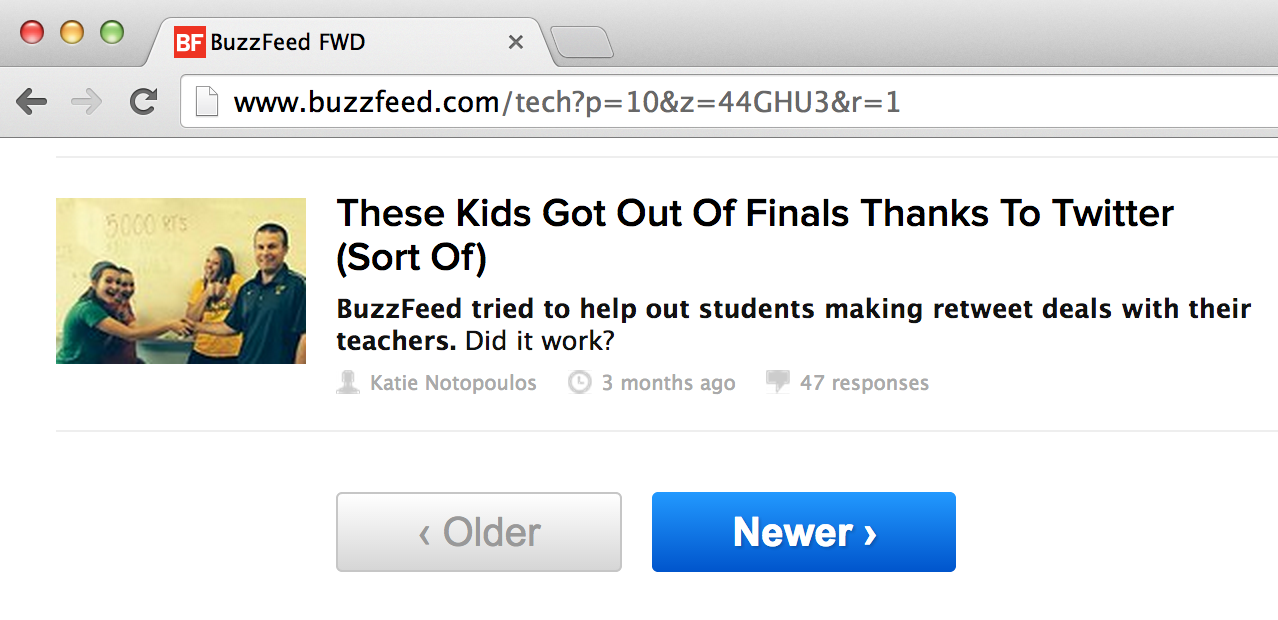 BF BuzzFeed FWD
www.buzzfeed.com/tech?p=10&z=44GHU3&r=1
5000 RTs
These Kids Got Out Of Finals Thanks To Twitter
(Sort Of)
BuzzFeed tried to help out students making retweet deals with their
teachers. Did it work?
Katie Notopoulos 3 months ago 47 responses
‹ Older Newer ›